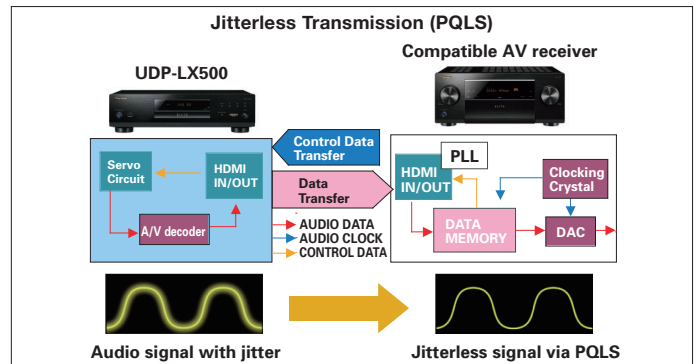 Jitterless Transmission (PQLS)
Compatible AV receiver
UDP-LX500
Servo
Circuit
HDMI
IN/OUT
A/V decoder
Control Data
Transfer
Data
Transfer
AUDIO DATA
AUDIO CLOCK
CONTROL DATA
HDMI
IN/OUT
PLL
DATA
MEMORY
Clocking
Crystal
DAC
Audio signal with jitter
Jitterless signal via PQLS